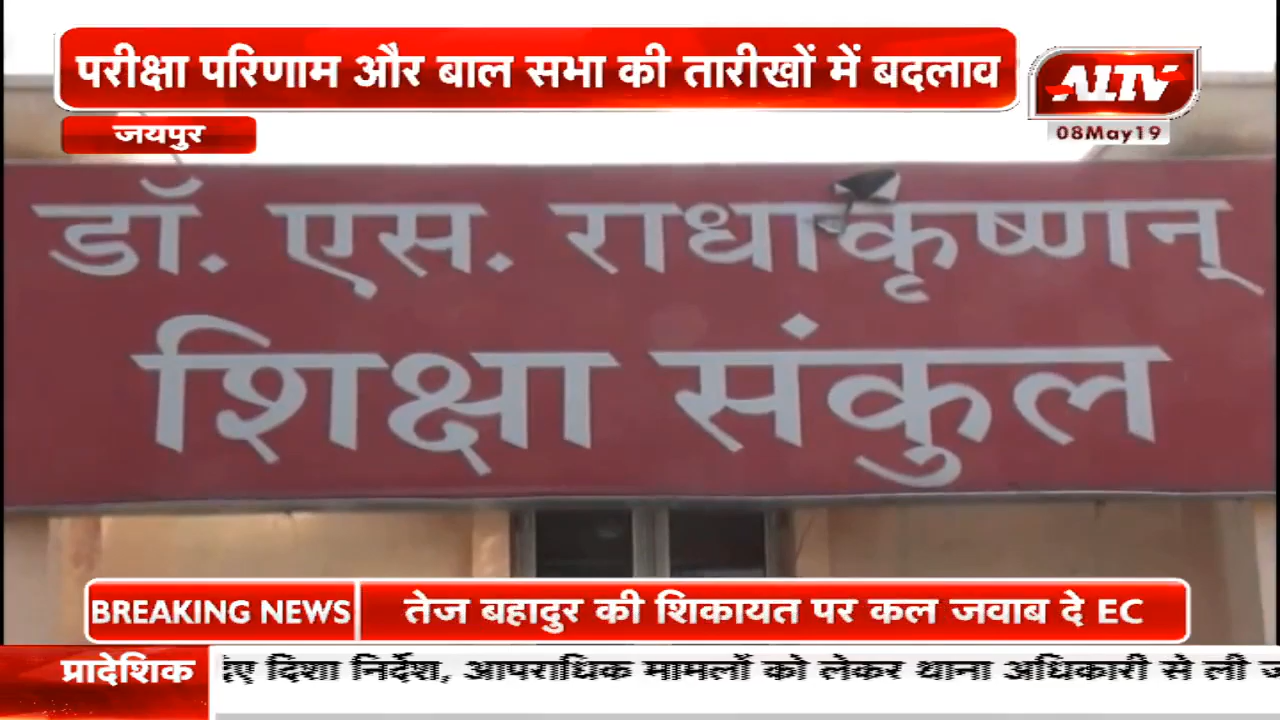 परीक्षा परिणाम और बाल सभा की तारीखों में बदलाव
ALTV
08May19
जयपुर
डॉ. एस. राधाकृष्णन्
शिक्षा संकुल
BREAKING NEWS
तेज बहादुर की शिकायत पर कल जवाब दे EC
प्रादेशिक
दिशा निर्देश, आपराधिक मामलों को लेकर थाना अधिकारी से ली